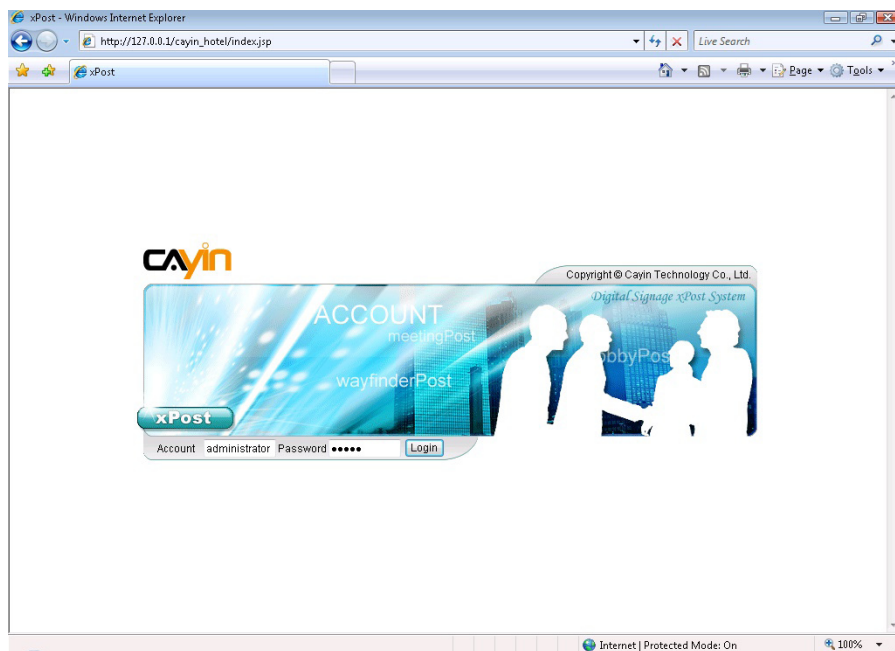 xPost - Windows Internet Explorer
http://127.0.0.1/cayin_hotel/index.jsp
Live Search
xPost
Page
Tools
CAyin
Copyright © Cayin Technology Co., Ltd.
Digital Signage xPost System
ACCOUNT
meetingPost
obbyPos
wayfinderPost
xPost
Account administrator Password ●●●●● Login
Internet | Protected Mode: On
100%